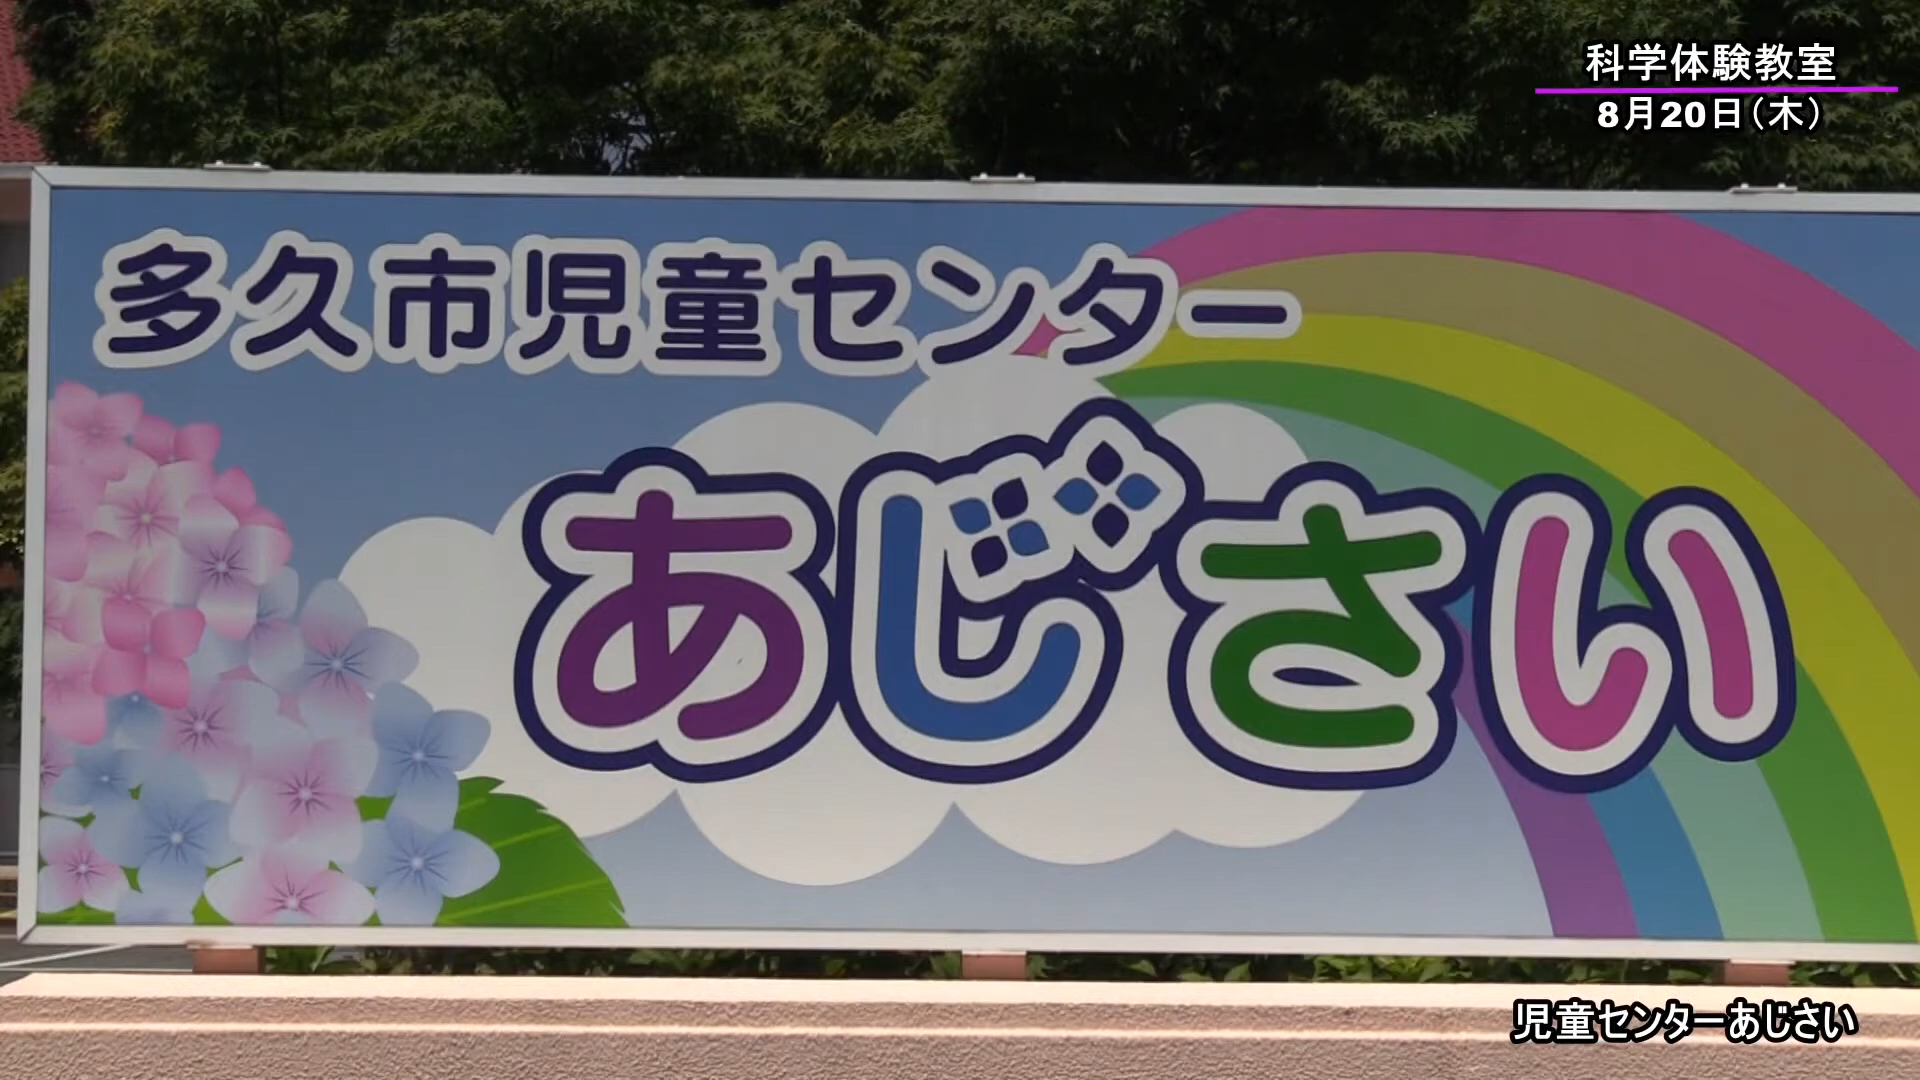 科学体験教室
8月20日(木)
多久市児童センター
あじさい
児童センターあじさい